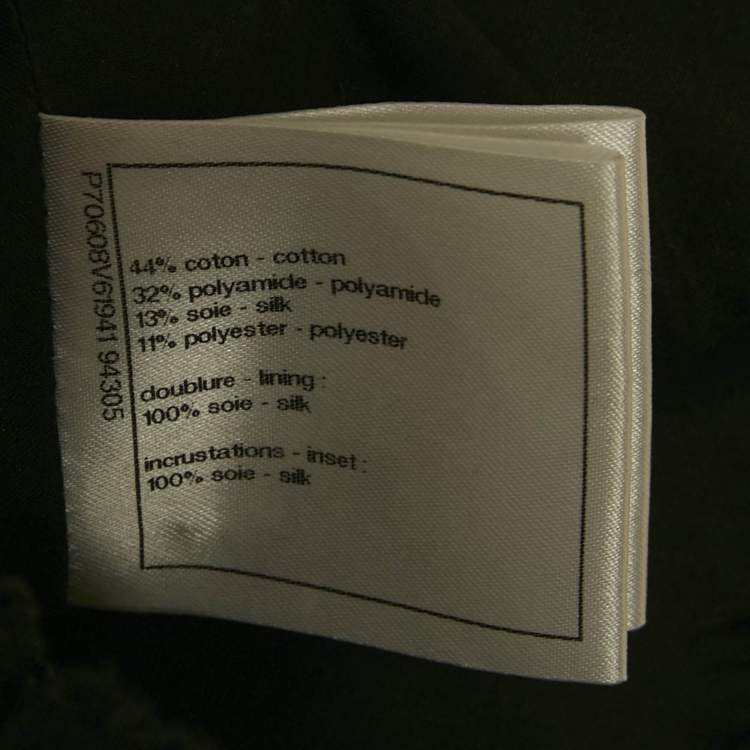 P70608V61941 94305
44% coton - cotton
32% polyamide - polyamide
13% soie - silk
11% polyester - polyester
doublure - lining :
100% soie - silk
incrustations - inset :
100% soie - silk